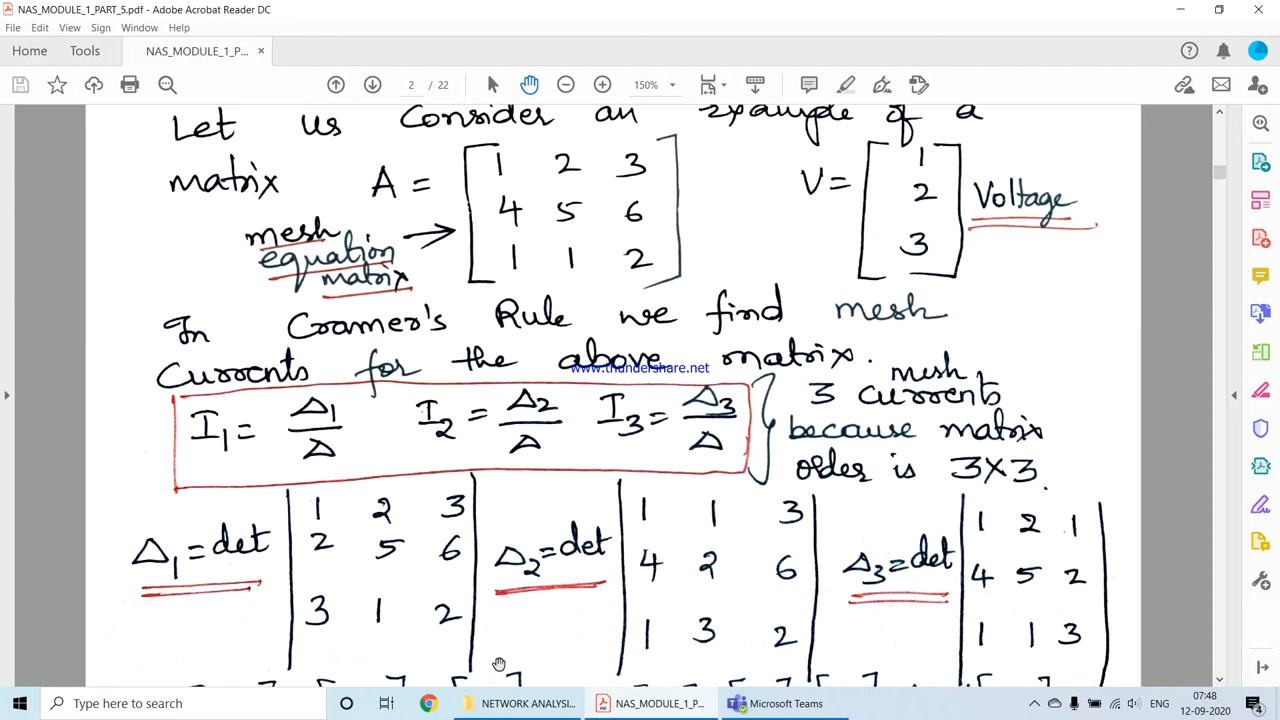 NAS_MODULE_1_PART_5.pdf - Adobe Acrobat Reader DC
File Edit View Sign Window Help
Home Tools NAS_MODULE_1_P... ×
2 / 22 150%
Let us Consider an example of a
matrix A = [1 2 3 V = [1
4 5 6 2 Voltage
1 1 2] 3]
mesh
equation
matrix
In Cramer's Rule we find mesh
Currents for the above matrix.
www.thundershare.net
I1 = Δ1/Δ I2 = Δ2/Δ I3 = Δ3/Δ
3 mesh currents
because matrix
order is 3X3.
Δ1 = det |1 2 3 Δ2 = det |1 1 3 Δ3 = det |1 2 1
2 5 6 4 2 6 4 5 2
3 1 2| 1 3 2| 1 1 3|
Type here to search
NETWORK ANALYSI...
NAS_MODULE_1_P...
Microsoft Teams
07:48
12-09-2020
4